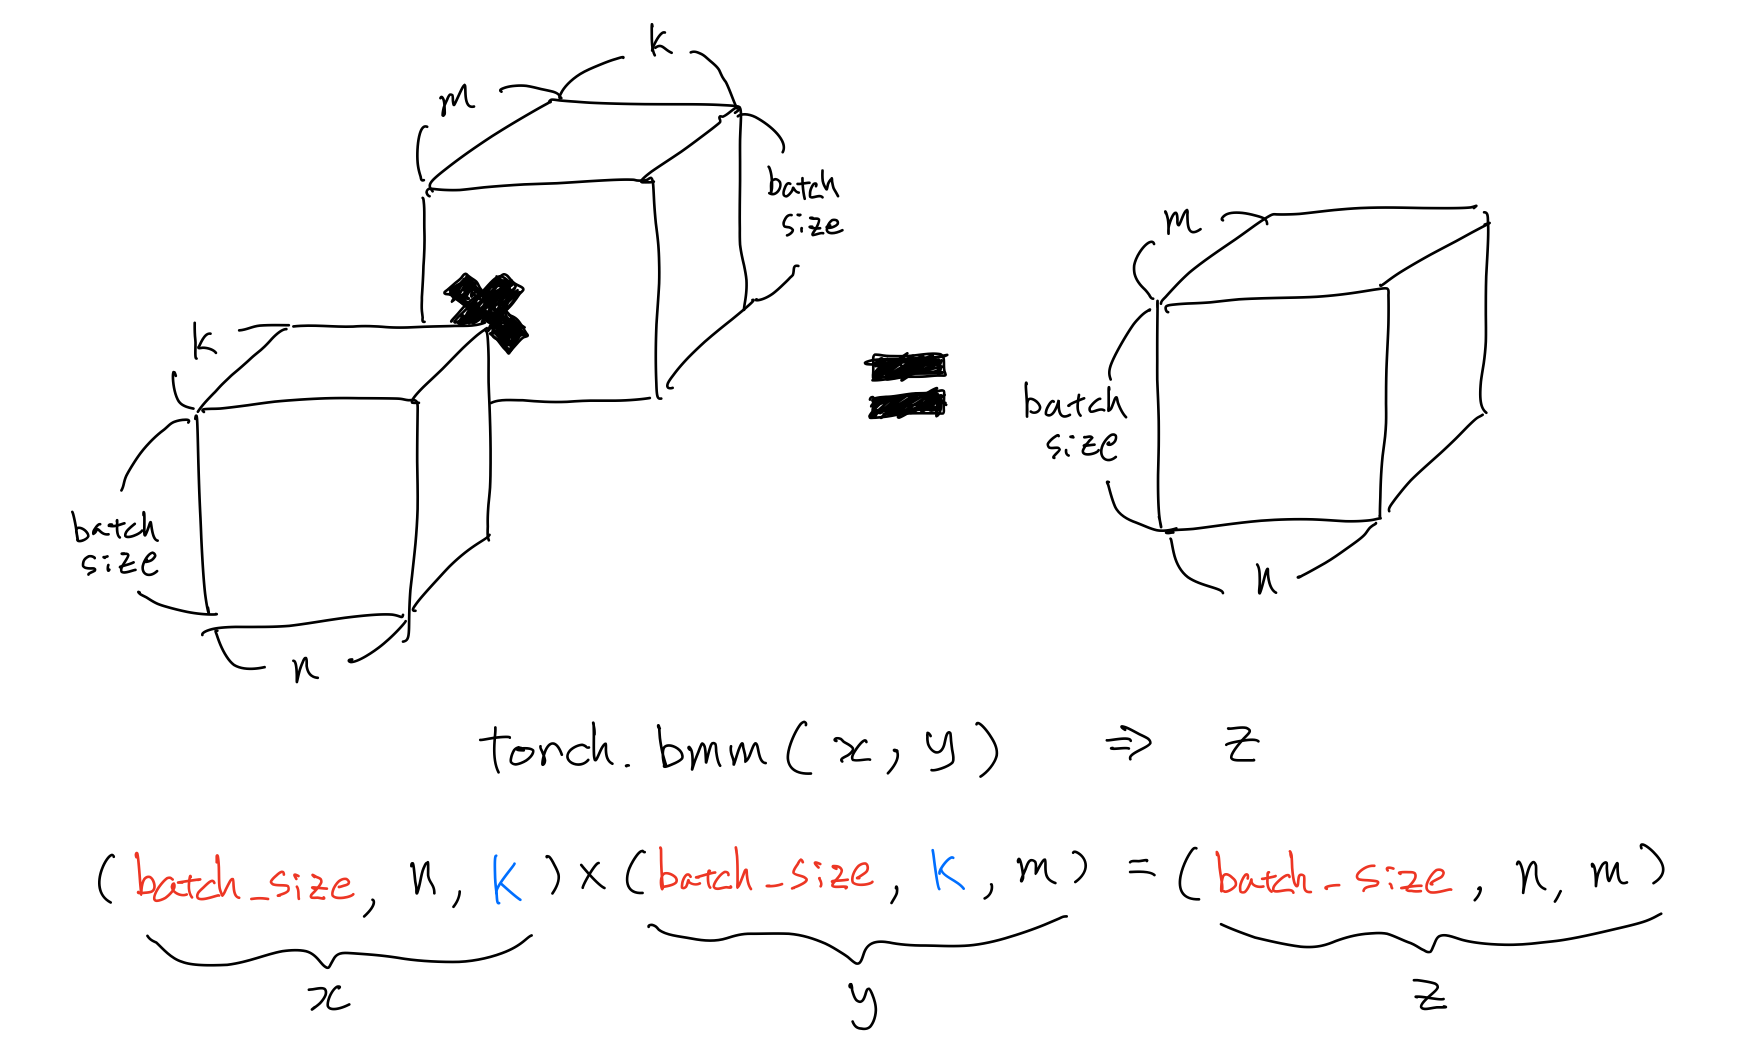 k
m
batch
size
k
batch
size
n
m
batch
size
n
torch.bmm(x, y) ⇒ z
(batch_size, n, k) × (batch_size, k, m) = (batch_size, n, m)
x y z